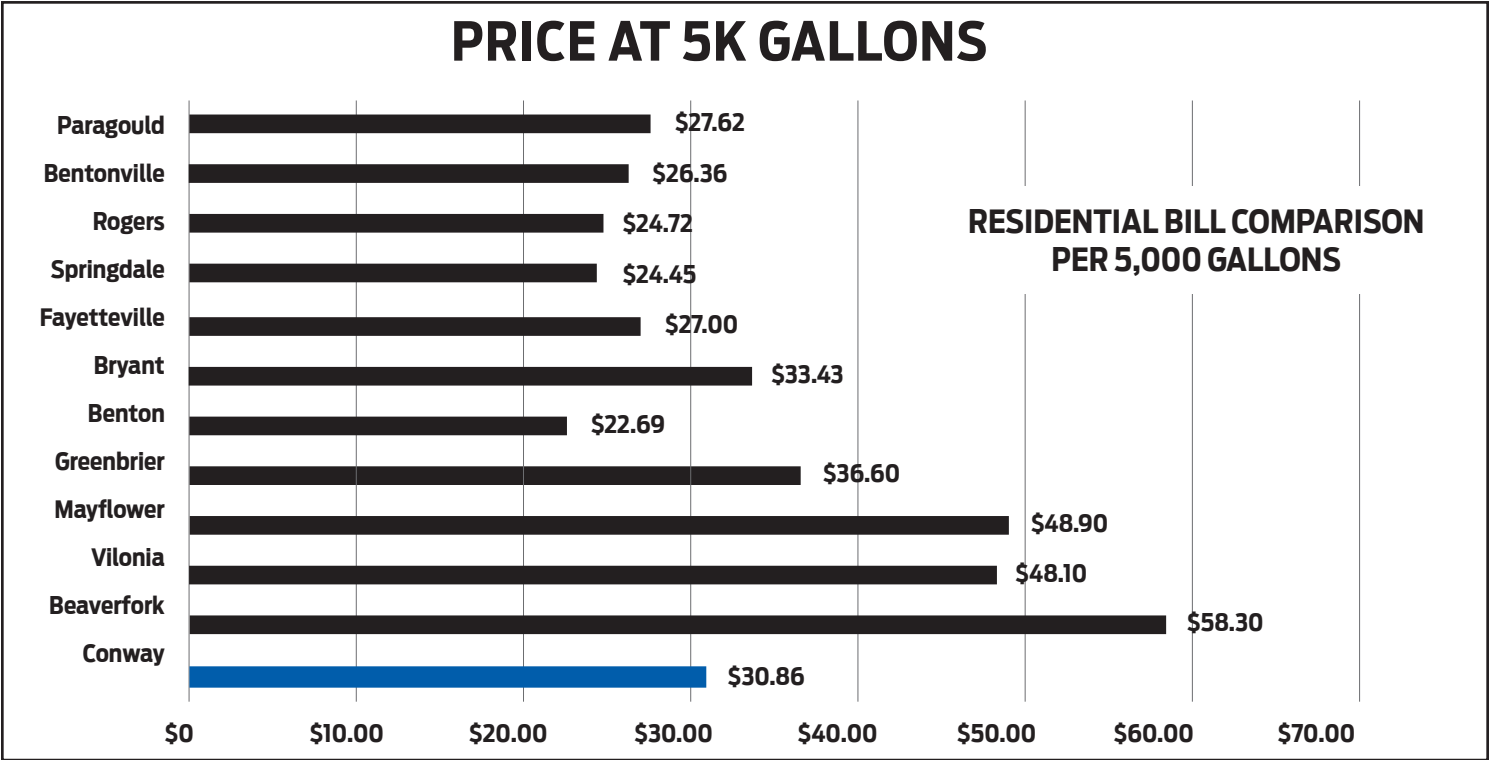 PRICE AT 5K GALLONS
Paragould $27.62
Bentonville $26.36
Rogers $24.72
Springdale $24.45
Fayetteville $27.00
Bryant $33.43
Benton $22.69
Greenbrier $36.60
Mayflower $48.90
Vilonia $48.10
Beaverfork $58.30
Conway $30.86
RESIDENTIAL BILL COMPARISON
PER 5,000 GALLONS
$0 $10.00 $20.00 $30.00 $40.00 $50.00 $60.00 $70.00